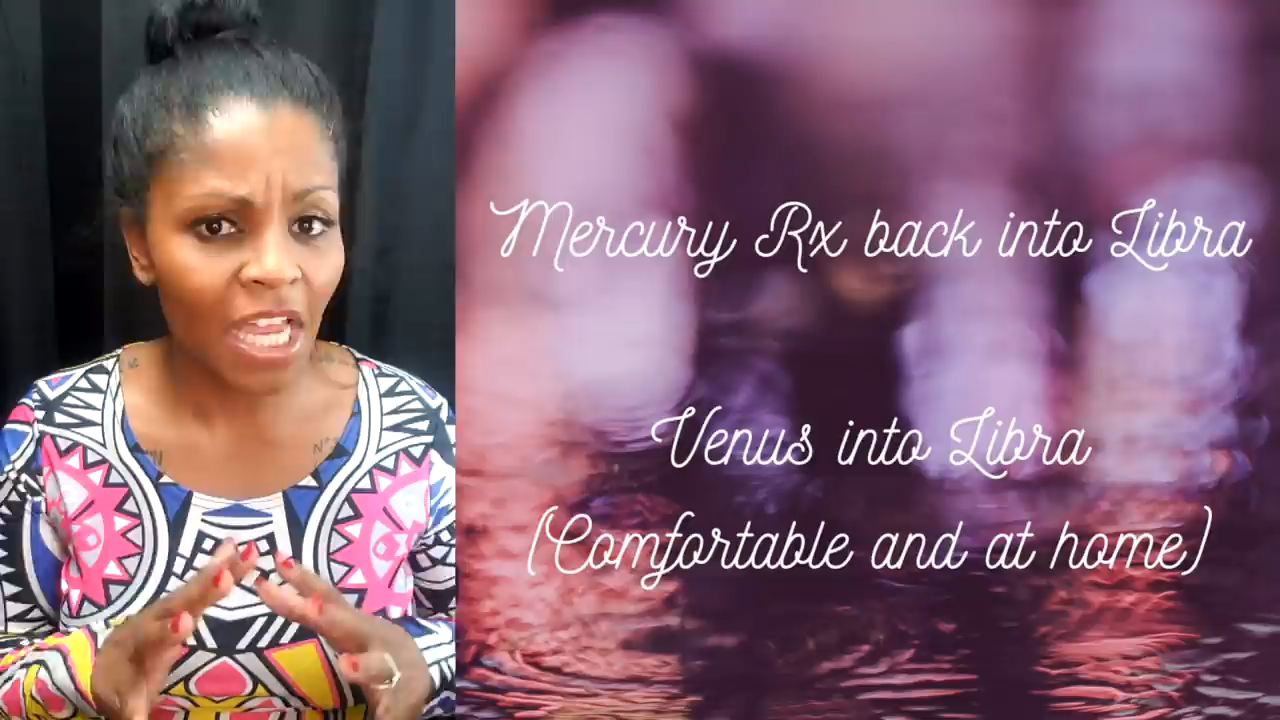 Mercury Rx back into Libra
Venus into Libra
(Comfortable and at home)